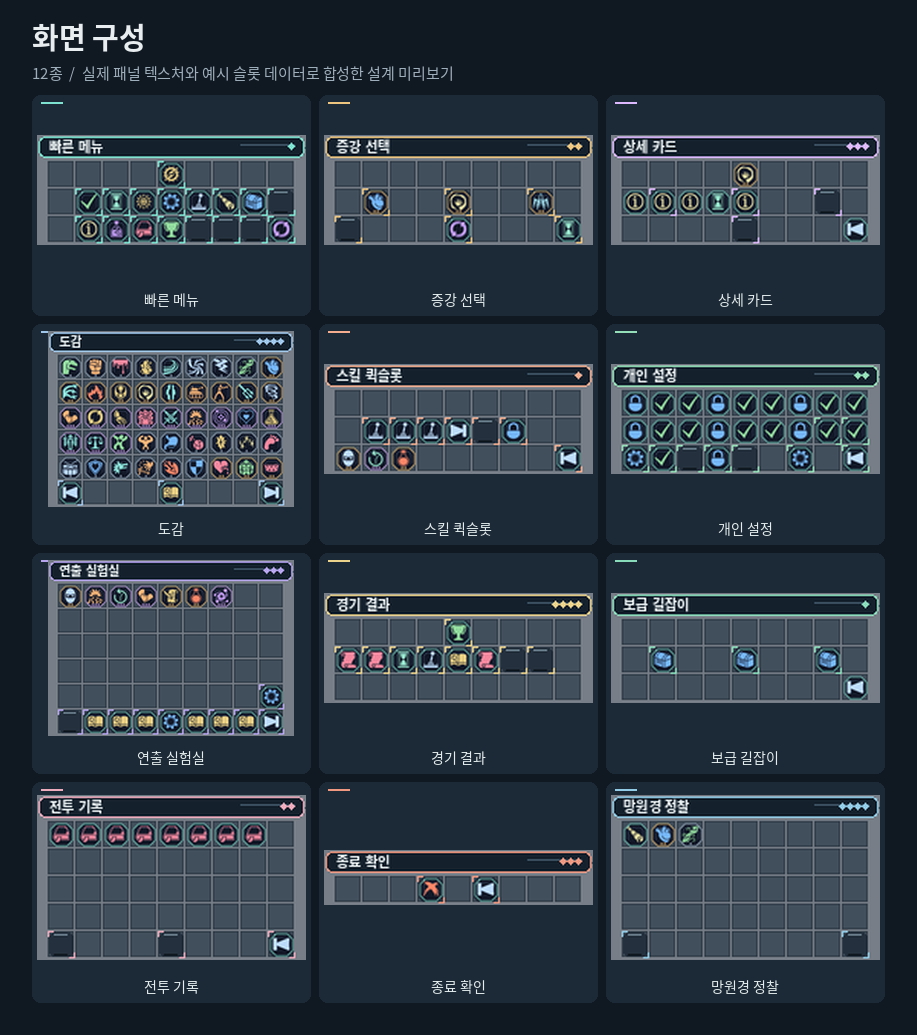 화면 구성
12종 / 실제 패널 텍스처와 예시 슬롯 데이터로 합성한 설계 미리보기
빠른 메뉴
증강 선택
상세 카드
빠른 메뉴
증강 선택
상세 카드
도감
스킬 퀵슬롯
개인 설정
도감
스킬 퀵슬롯
개인 설정
연출 실험실
경기 결과
보급 길잡이
연출 실험실
경기 결과
보급 길잡이
전투 기록
종료 확인
망원경 정찰
전투 기록
종료 확인
망원경 정찰